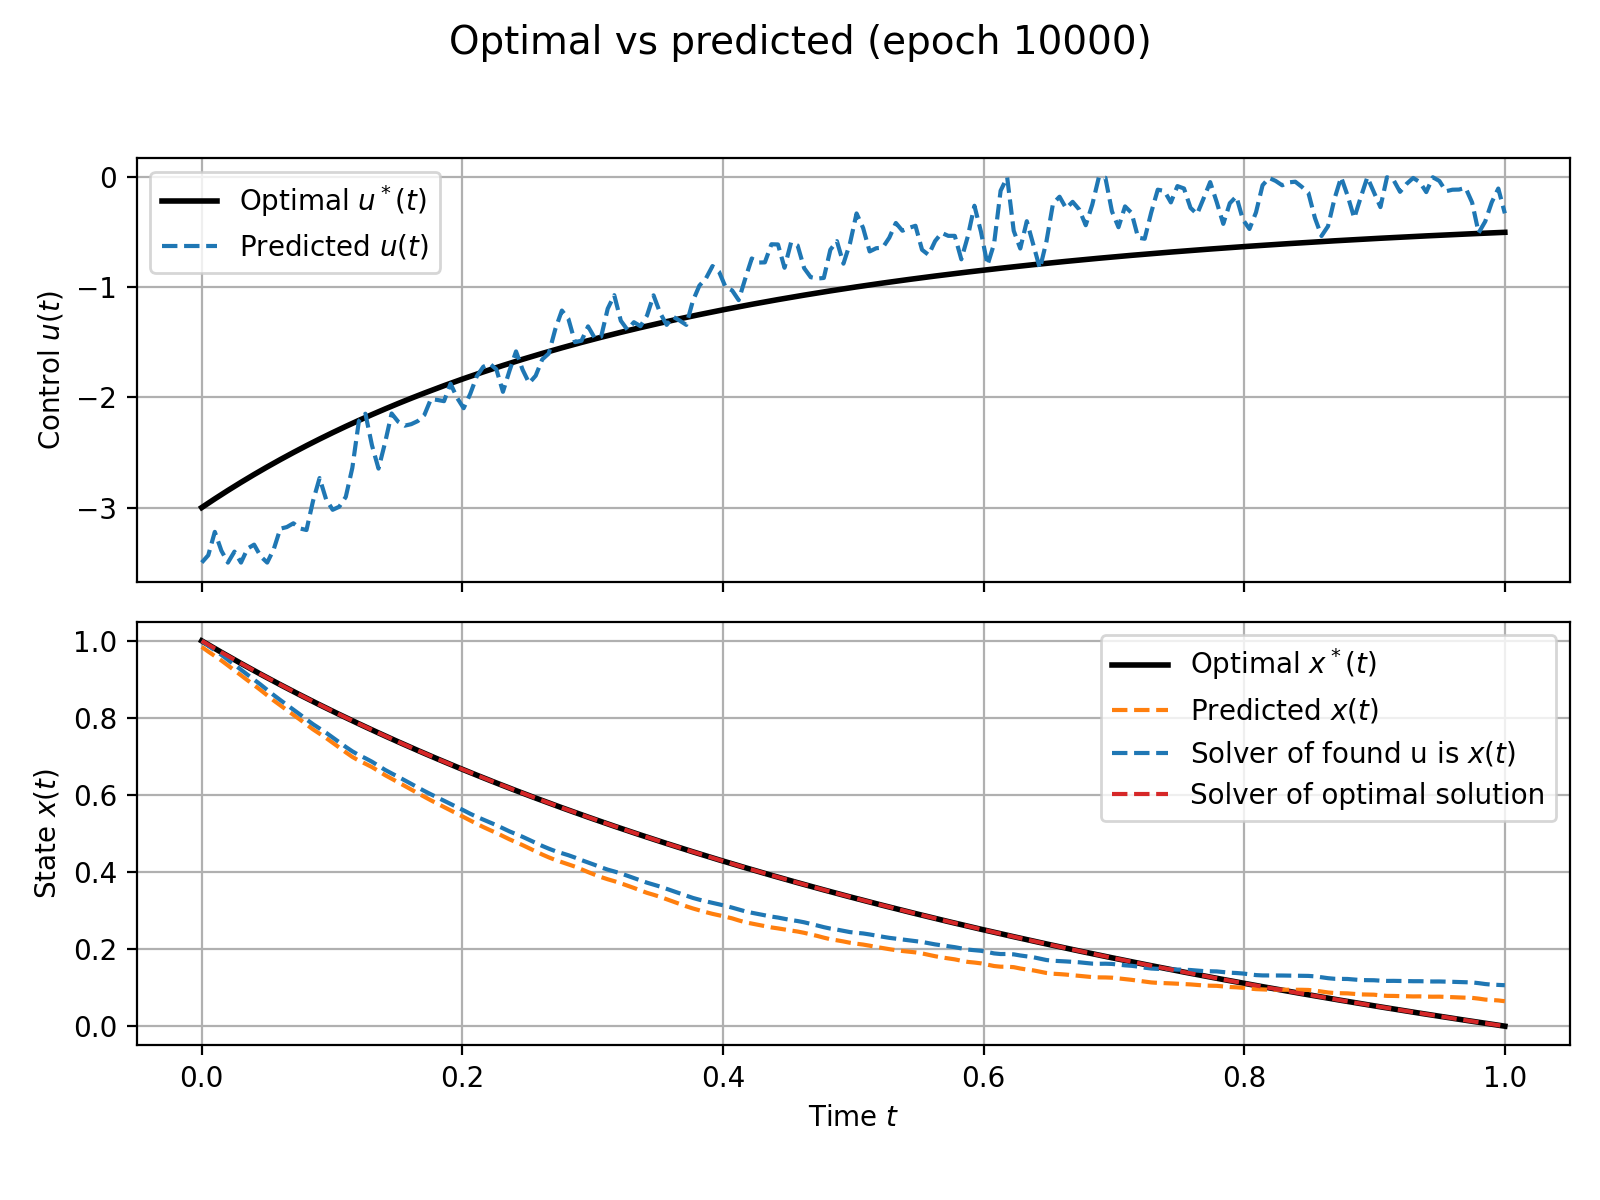 Optimal vs predicted (epoch 10000)
Control u(t)
0
−1
−2
−3
Optimal u*(t)
Predicted u(t)
State x(t)
1.0
0.8
0.6
0.4
0.2
0.0
Optimal x*(t)
Predicted x(t)
Solver of found u is x(t)
Solver of optimal solution
0.0 0.2 0.4 0.6 0.8 1.0
Time t